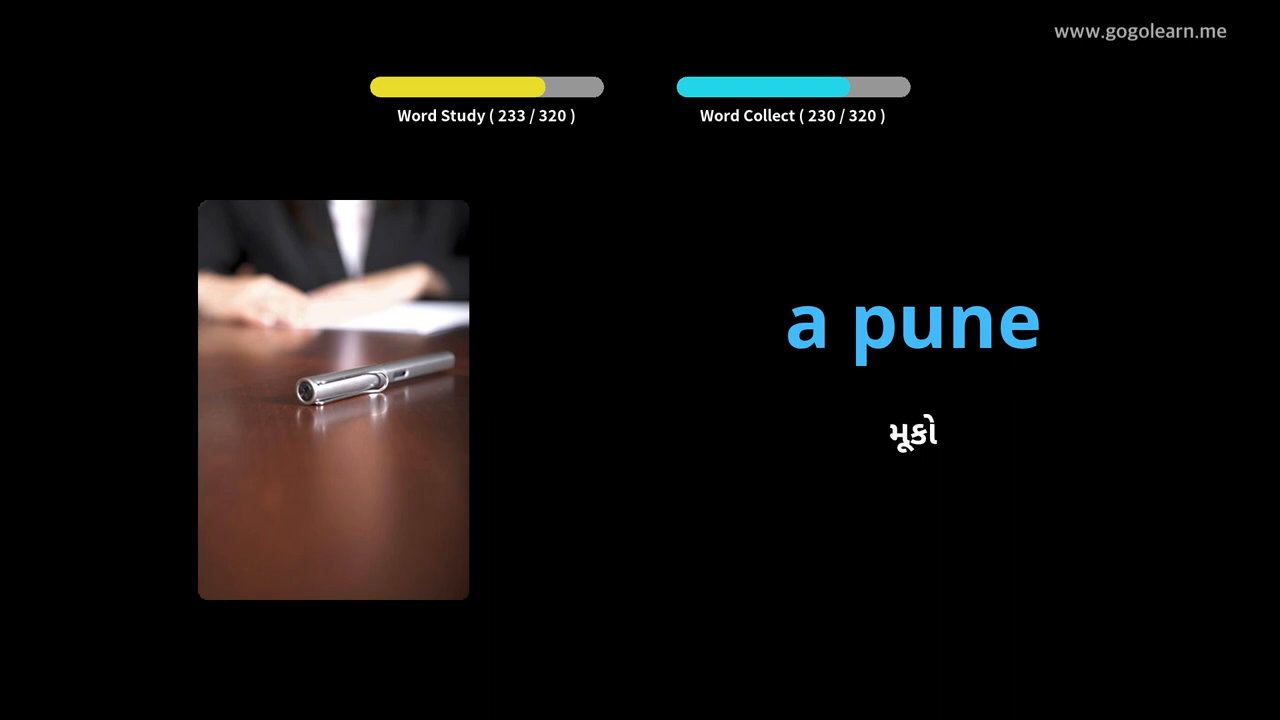 www.gogolearn.me
Word Study ( 233 / 320 )
Word Collect ( 230 / 320 )
a pune
મૂકો